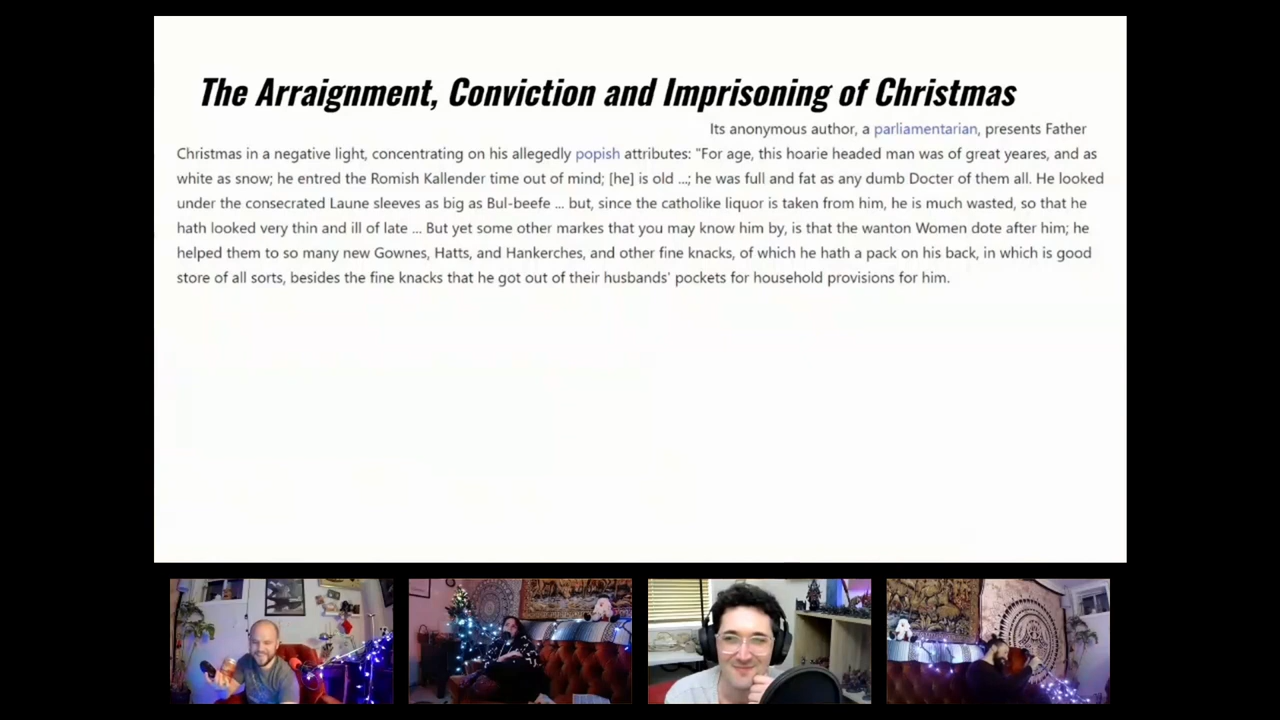 The Arraignment, Conviction and Imprisoning of Christmas
Its anonymous author, a parliamentarian, presents Father
Christmas in a negative light, concentrating on his allegedly popish attributes: "For age, this hoarie headed man was of great yeares, and as
white as snow; he entred the Romish Kallender time out of mind; [he] is old ...; he was full and fat as any dumb Docter of them all. He looked
under the consecrated Laune sleeves as big as Bul-beefe ... but, since the catholike liquor is taken from him, he is much wasted, so that he
hath looked very thin and ill of late ... But yet some other markes that you may know him by, is that the wanton Women dote after him; he
helped them to so many new Gownes, Hatts, and Hankerches, and other fine knacks, of which he hath a pack on his back, in which is good
store of all sorts, besides the fine knacks that he got out of their husbands' pockets for household provisions for him.